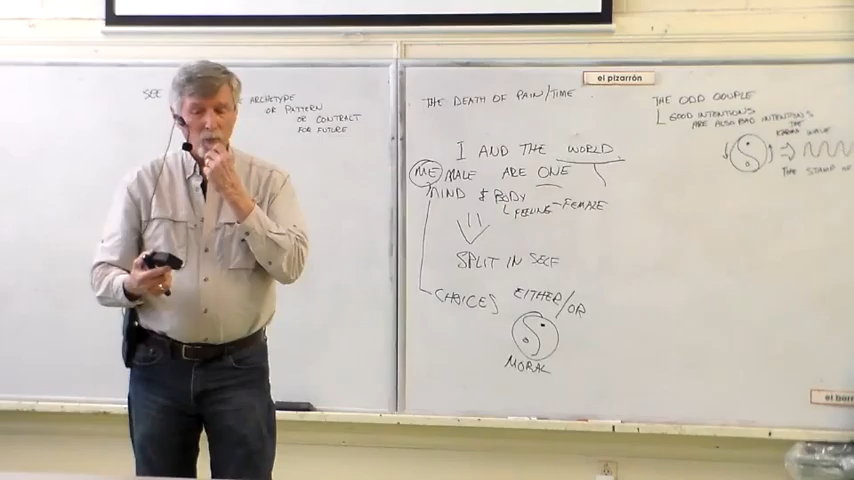 SEE ARCHETYPE
OR PATTERN
OR CONTRACT
FOR FUTURE
THE DEATH OF PAIN/TIME
I AND THE WORLD
ME MALE ARE ONE
MIND & BODY
FEELING - FEMALE
SPLIT IN SELF
CHOICES EITHER/OR
MORAL
el pizarrón
THE ODD COUPLE
GOOD INTENTIONS
ARE ALSO BAD INTENTIONS
THE
KARMA WAVE
THE STAMP OF
el borr